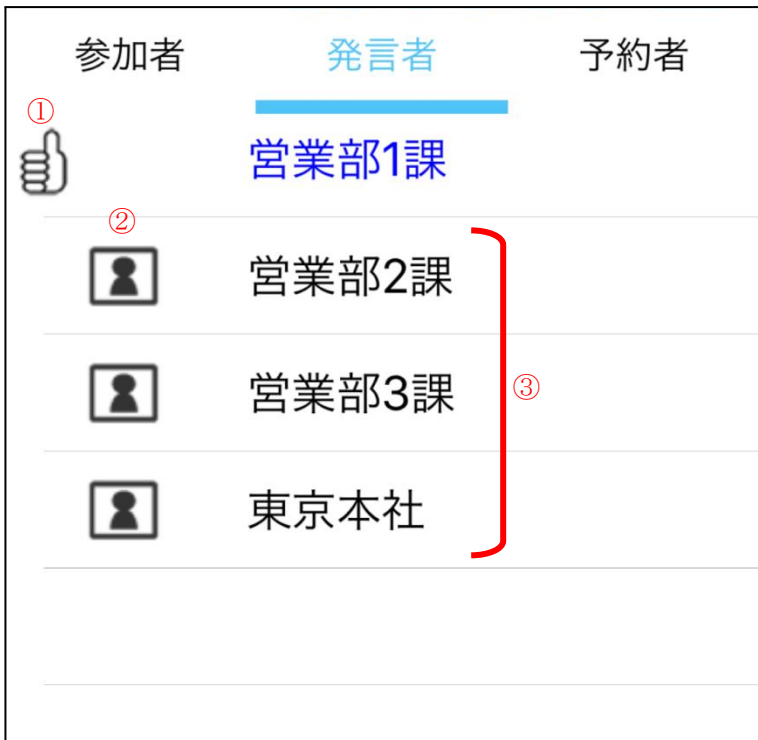 参加者 発言者 予約者
①
営業部1課
②
営業部2課
営業部3課 ③
東京本社